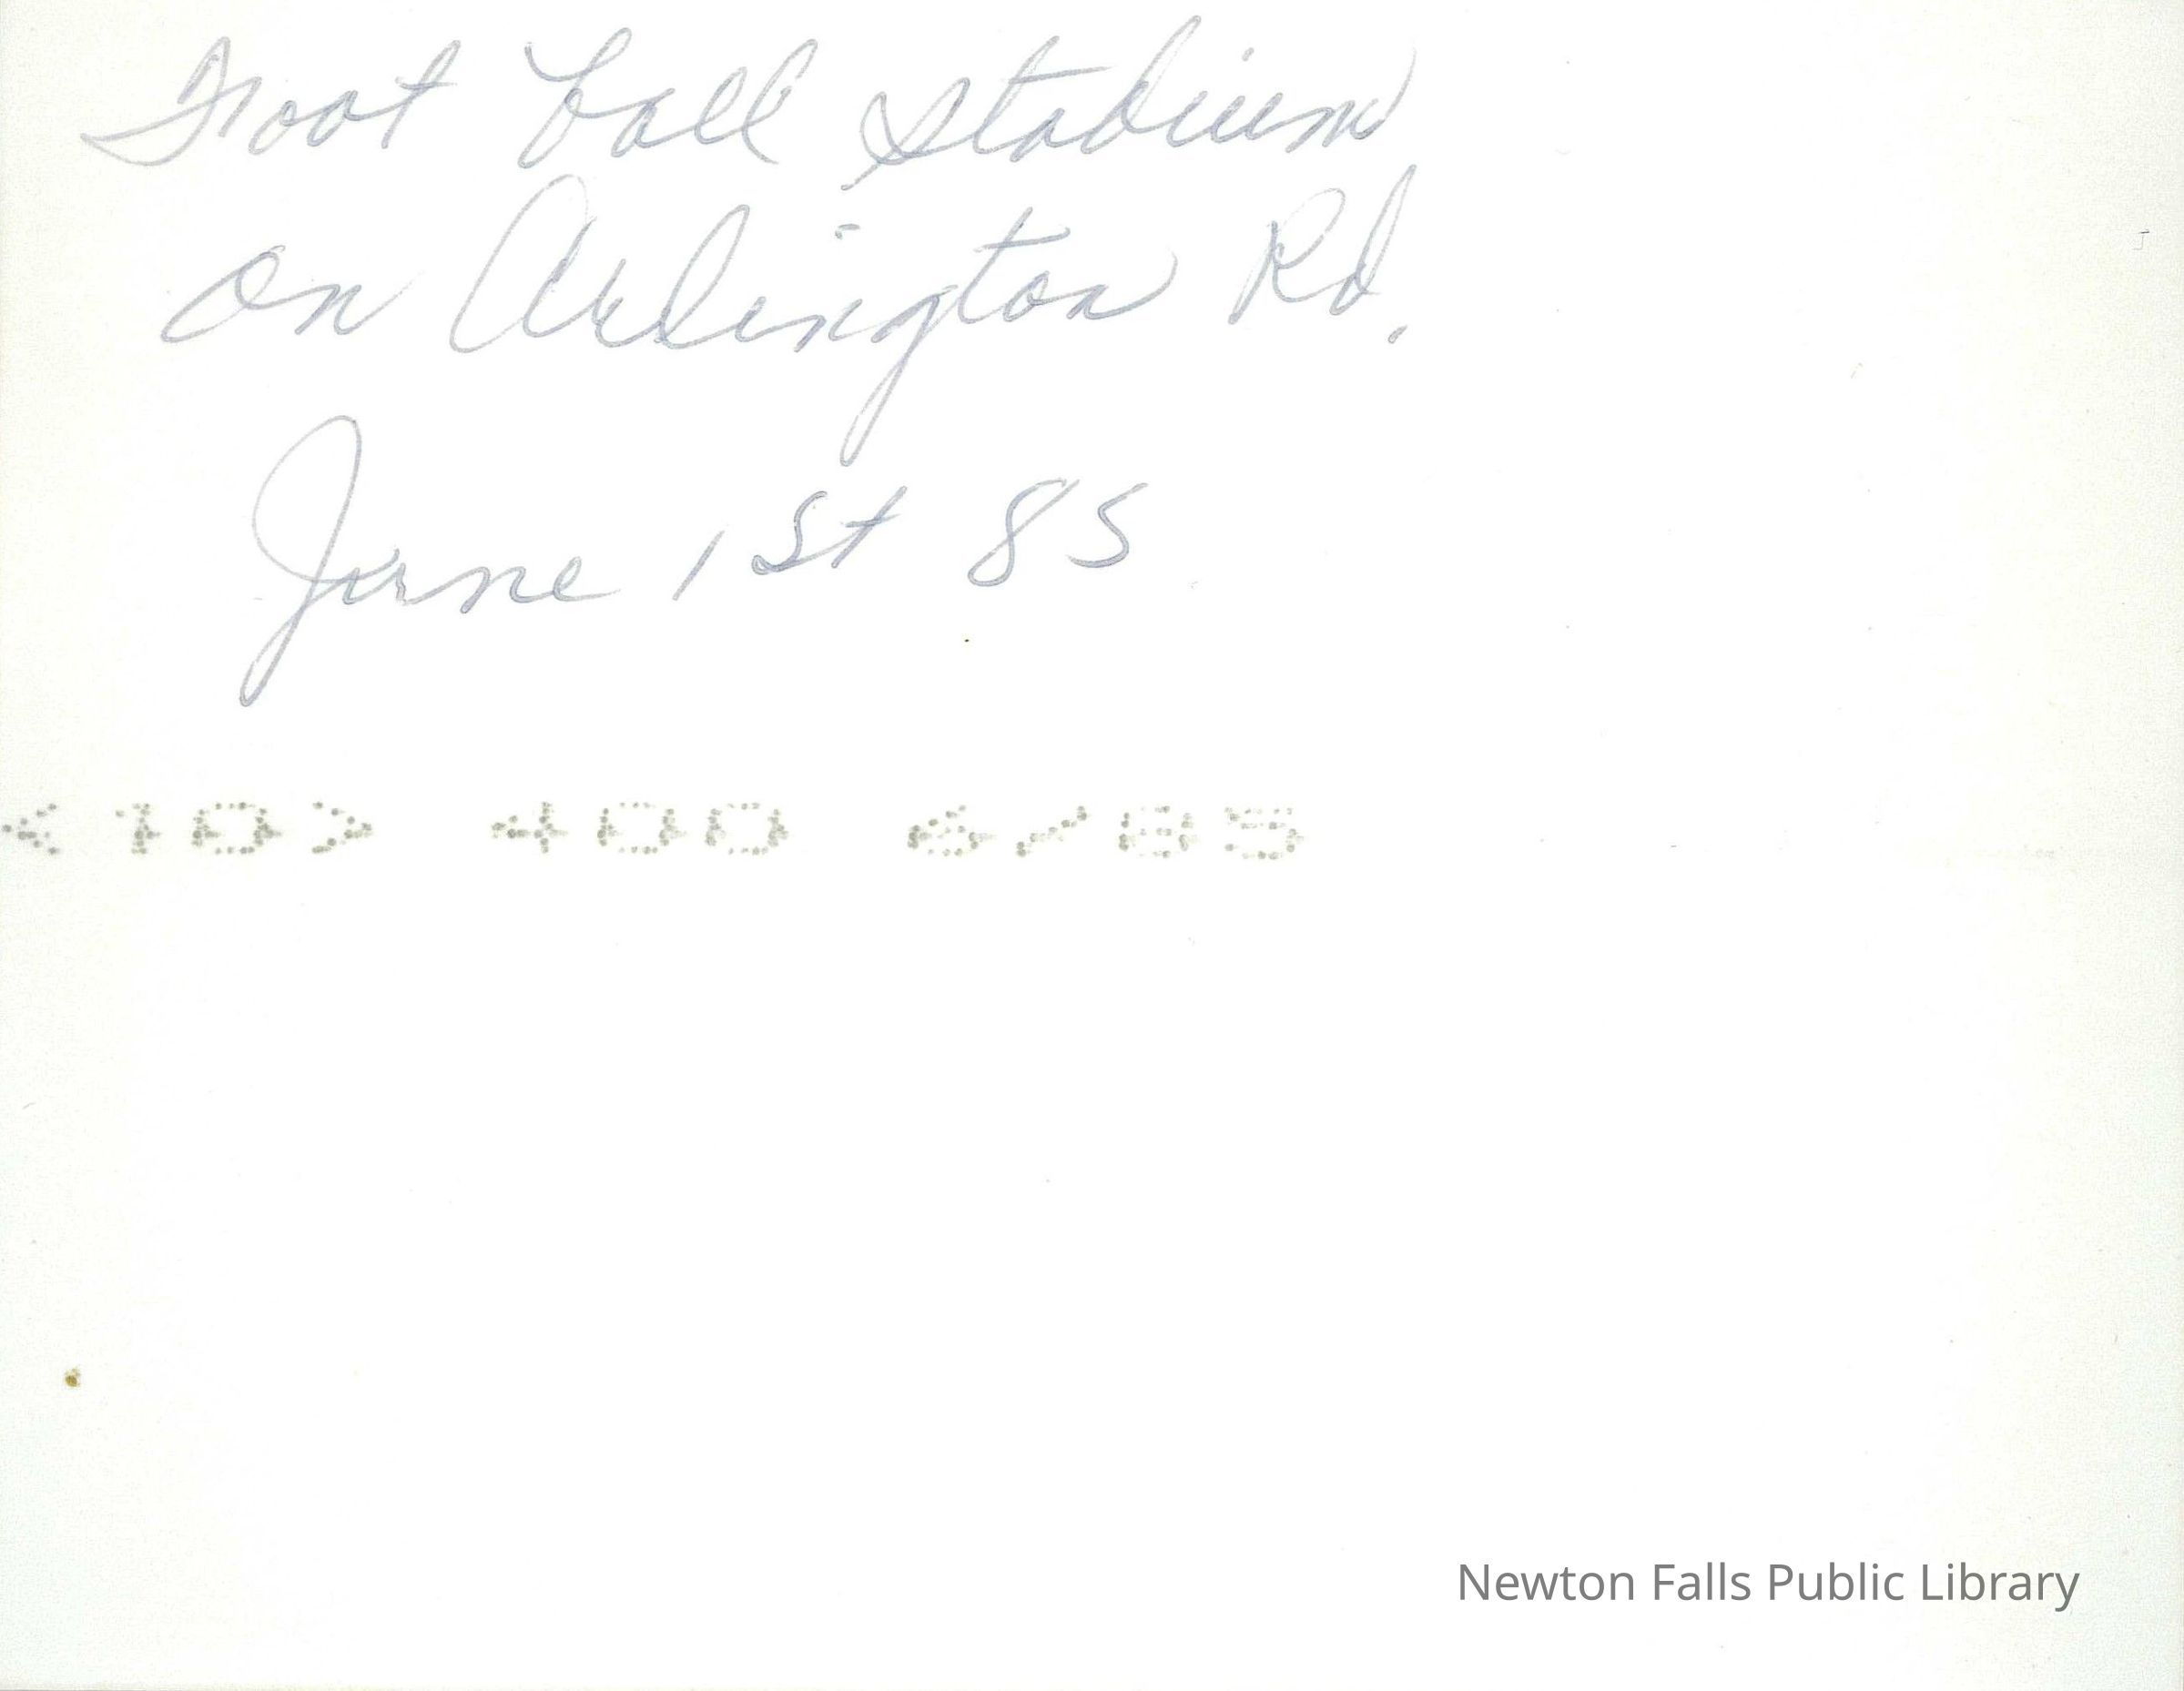 Foot ball stadium
on Arlington Rd.
June 1st 85
<10> 400 6/85
Newton Falls Public Library